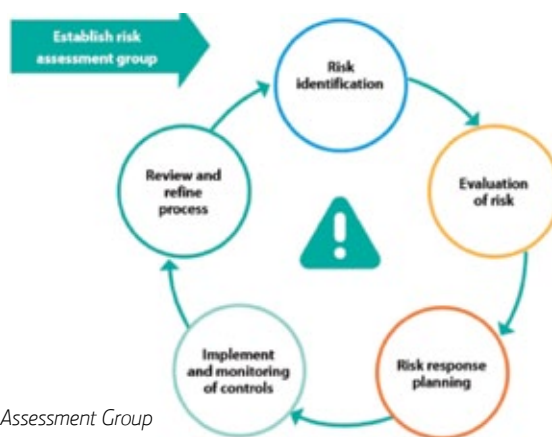 Establish risk
assessment group
Risk
identification
Evaluation
of risk
Risk response
planning
Implement
and monitoring
of controls
Review and
refine
process
Assessment Group